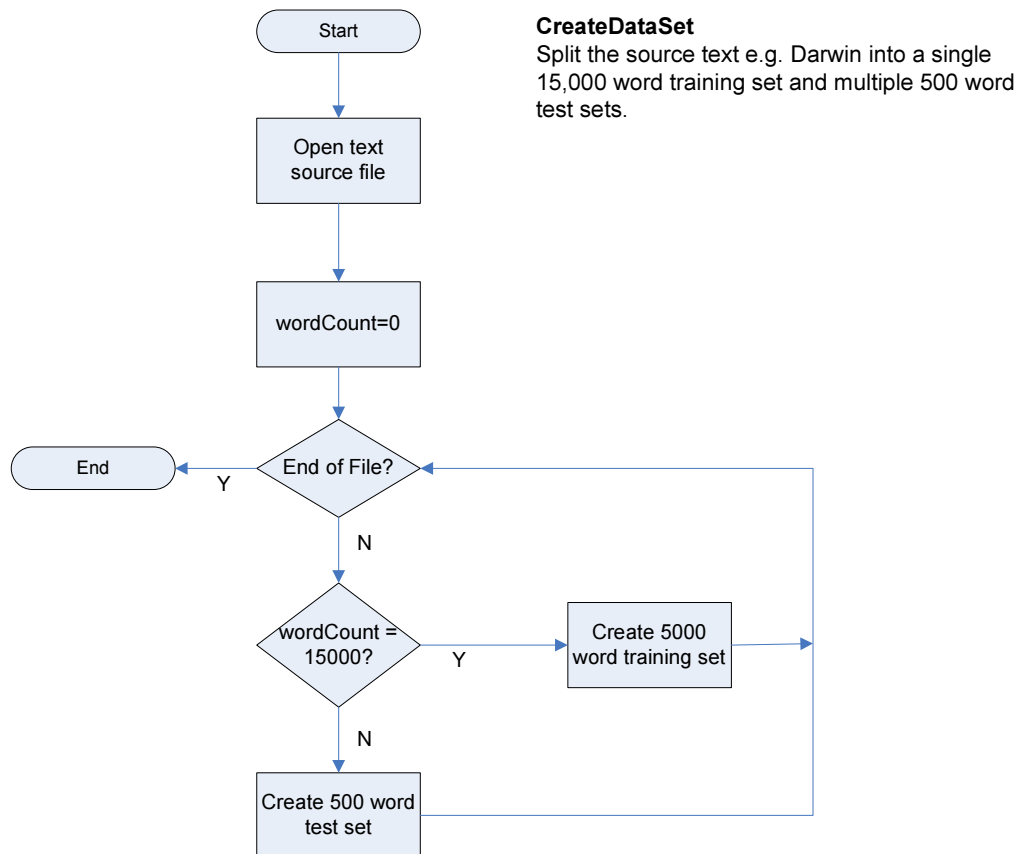 Start
CreateDataSet
Split the source text e.g. Darwin into a single
15,000 word training set and multiple 500 word
test sets.
Open text
source file
wordCount=0
End
End of File?
Y
N
wordCount =
15000?
Y
Create 5000
word training set
N
Create 500 word
test set